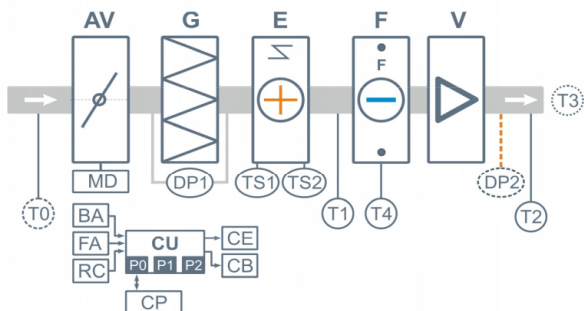 AV G E F V
F
T3
MD DP1 TS1 TS2 DP2
T0 T1 T4 T2
BA
FA
RC
CU
P0 P1 P2
CE
CB
CP